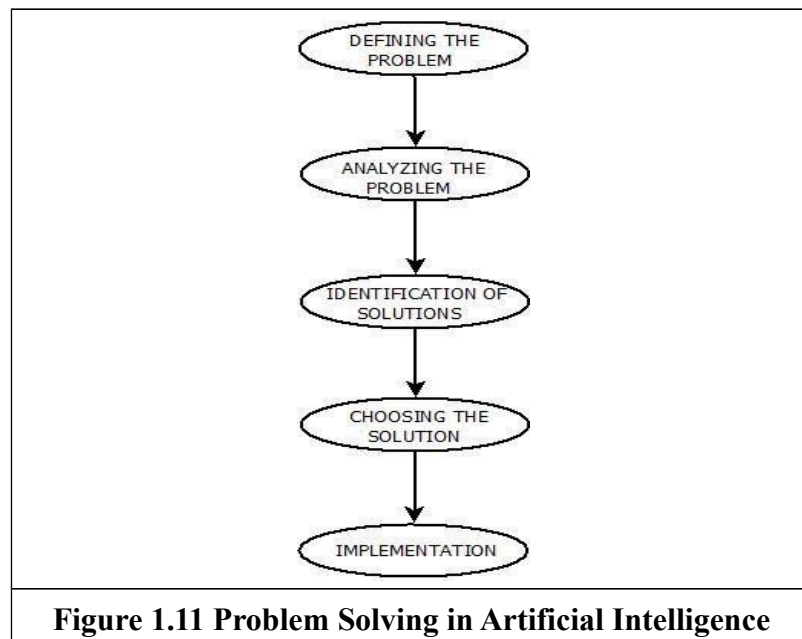 DEFINING THE
PROBLEM
ANALYZING THE
PROBLEM
IDENTIFICATION OF
SOLUTIONS
CHOOSING THE
SOLUTION
IMPLEMENTATION
Figure 1.11 Problem Solving in Artificial Intelligence